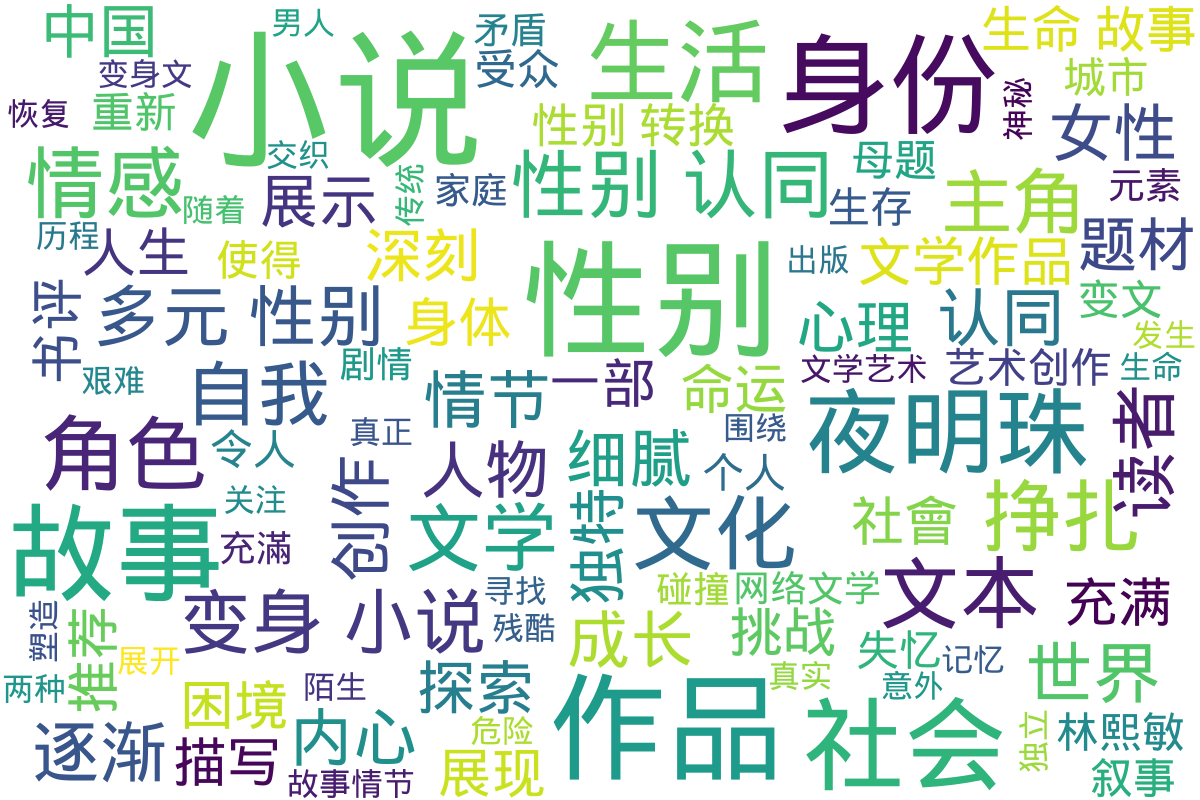 中国
男人
矛盾
小说
生活
身份
生命 故事
变身文
受众
城市
恢复
重新
性别 转换
神秘
女性
情感
交织
展示
传统
家庭
性别 认同
母题
生存
主角
元素
随着
历程
人生
使得
深刻
性别
出版
文学作品
题材
书评
多元 性别
身体
心理
认同
变文
发生
艰难
自我
剧情
情节
一部
命运
文学艺术
艺术创作
生命
角色
令人
真正
人物
细腻
围绕
个人
夜明珠
读者
故事
关注
充滿
创作
文学
独特
文化
社會
挣扎
塑造
推荐
变身 小说
寻找
残酷
碰撞
网络文学
文本
充满
展开
成长
挑战
失忆
记忆
世界
两种
困境
陌生
探索
作品
真实
意外
社会
独立
林熙敏
逐渐
描写
内心
故事情节
危险
展现
叙事